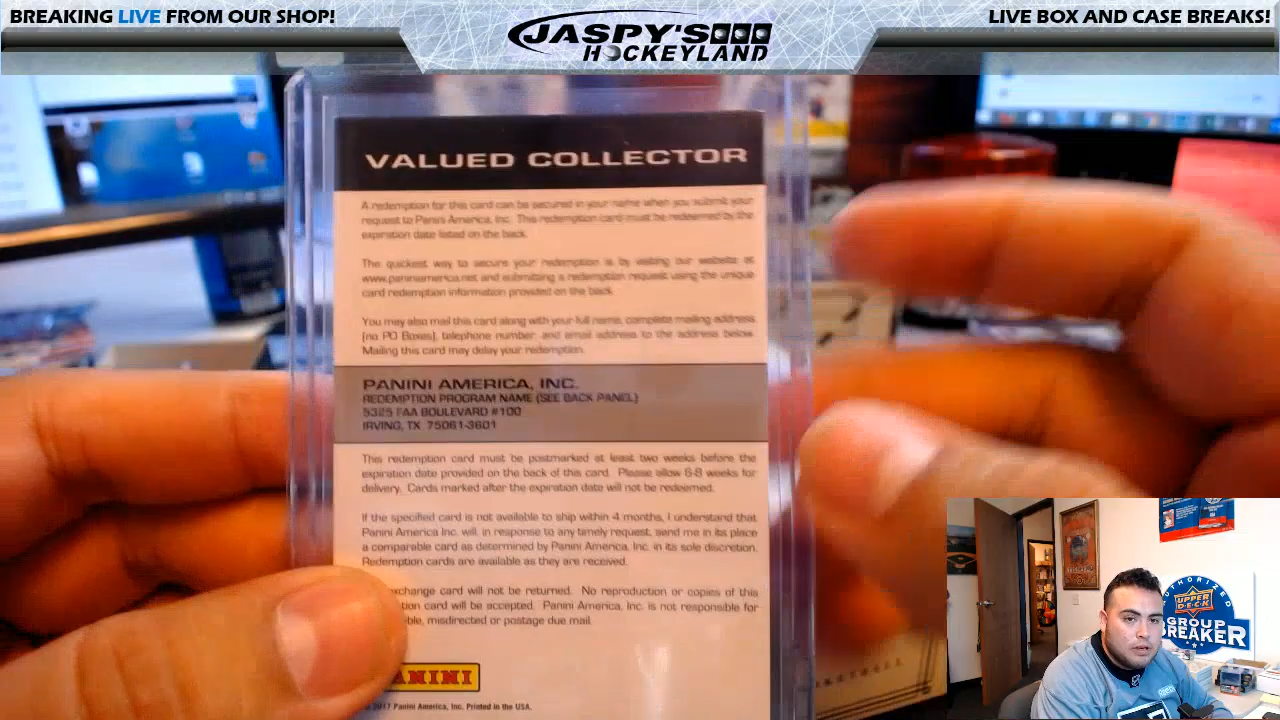 BREAKING LIVE FROM OUR SHOP!
JASPY'S
HOCKEYLAND
LIVE BOX AND CASE BREAKS!
VALUED COLLECTOR
A redemption for this card can be secured in your name when you submit your
request to Panini America, Inc. This redemption card must be redeemed by the
expiration date listed on the back.
The quickest way to secure your redemption is by visiting our website at
www.paniniamerica.net and submitting a redemption request using the unique
card redemption information provided on the back.
You may also mail this card along with your full name, complete mailing address
(no PO Boxes), telephone number, and email address to the address below.
Mailing this card may delay your redemption.
PANINI AMERICA, INC.
REDEMPTION PROGRAM NAME (SEE BACK PANEL)
5325 FAA BOULEVARD #100
IRVING, TX 75061-3601
This redemption card must be postmarked at least two weeks before the
expiration date provided on the back of this card. Please allow 6-8 weeks for
delivery. Cards marked after the expiration date will not be redeemed.
If the specified card is not available to ship within 4 months, I understand that
Panini America Inc. will, in response to any timely request, send me in its place
a comparable card as determined by Panini America, Inc. in its sole discretion.
Redemption cards are available as they are received.
xchange card will not be returned. No reproduction or copies of this
tion card will be accepted. Panini America, Inc. is not responsible for
ble, misdirected or postage due mail.
ANINI
2017 Panini America, Inc. Printed in the USA.
AUTHORIZED
UPPER DECK
GROUP
BREAKER